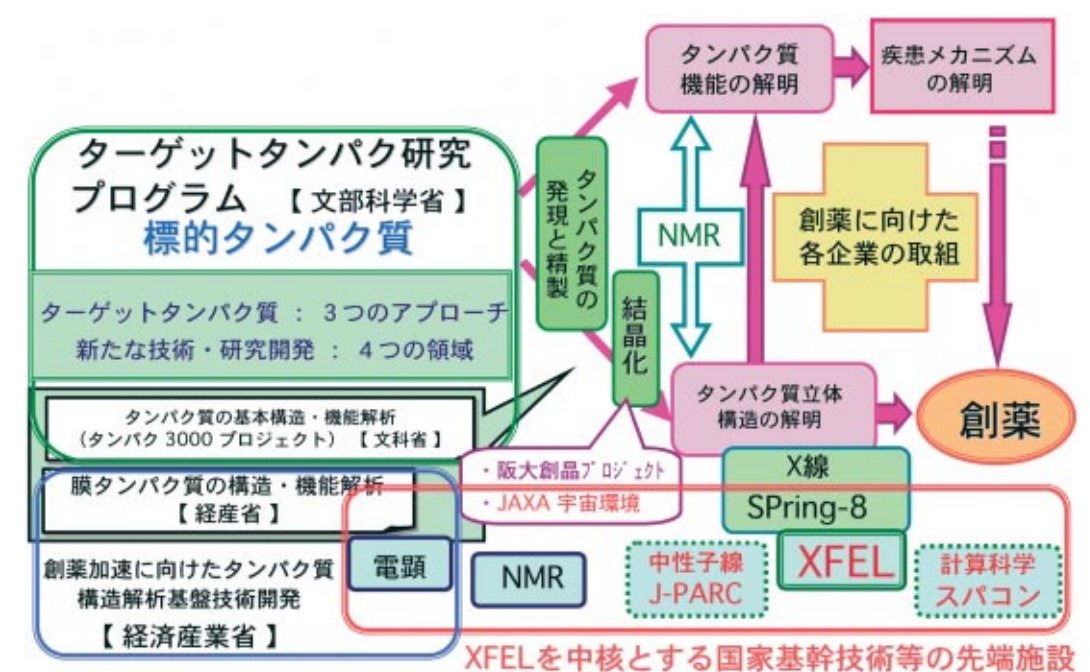 タンパク質
機能の解明
疾患メカニズム
の解明
ターゲットタンパク研究
プログラム 【文部科学省】
標的タンパク質
タンパク質の
発現と精製
NMR
創薬に向けた
各企業の取組
ターゲットタンパク質 : 3つのアプローチ
新たな技術・研究開発 : 4つの領域
結晶化
タンパク質立体
構造の解明
創薬
タンパク質の基本構造・機能解析
(タンパク 3000 プロジェクト) 【文科省】
・阪大創晶プロジェクト
・JAXA 宇宙環境
X線
SPring-8
膜タンパク質の構造・機能解析
【経産省】
電顕
NMR
中性子線
J-PARC
XFEL
計算科学
スパコン
創薬加速に向けたタンパク質
構造解析基盤技術開発
【経済産業省】
XFELを中核とする国家基幹技術等の先端施設